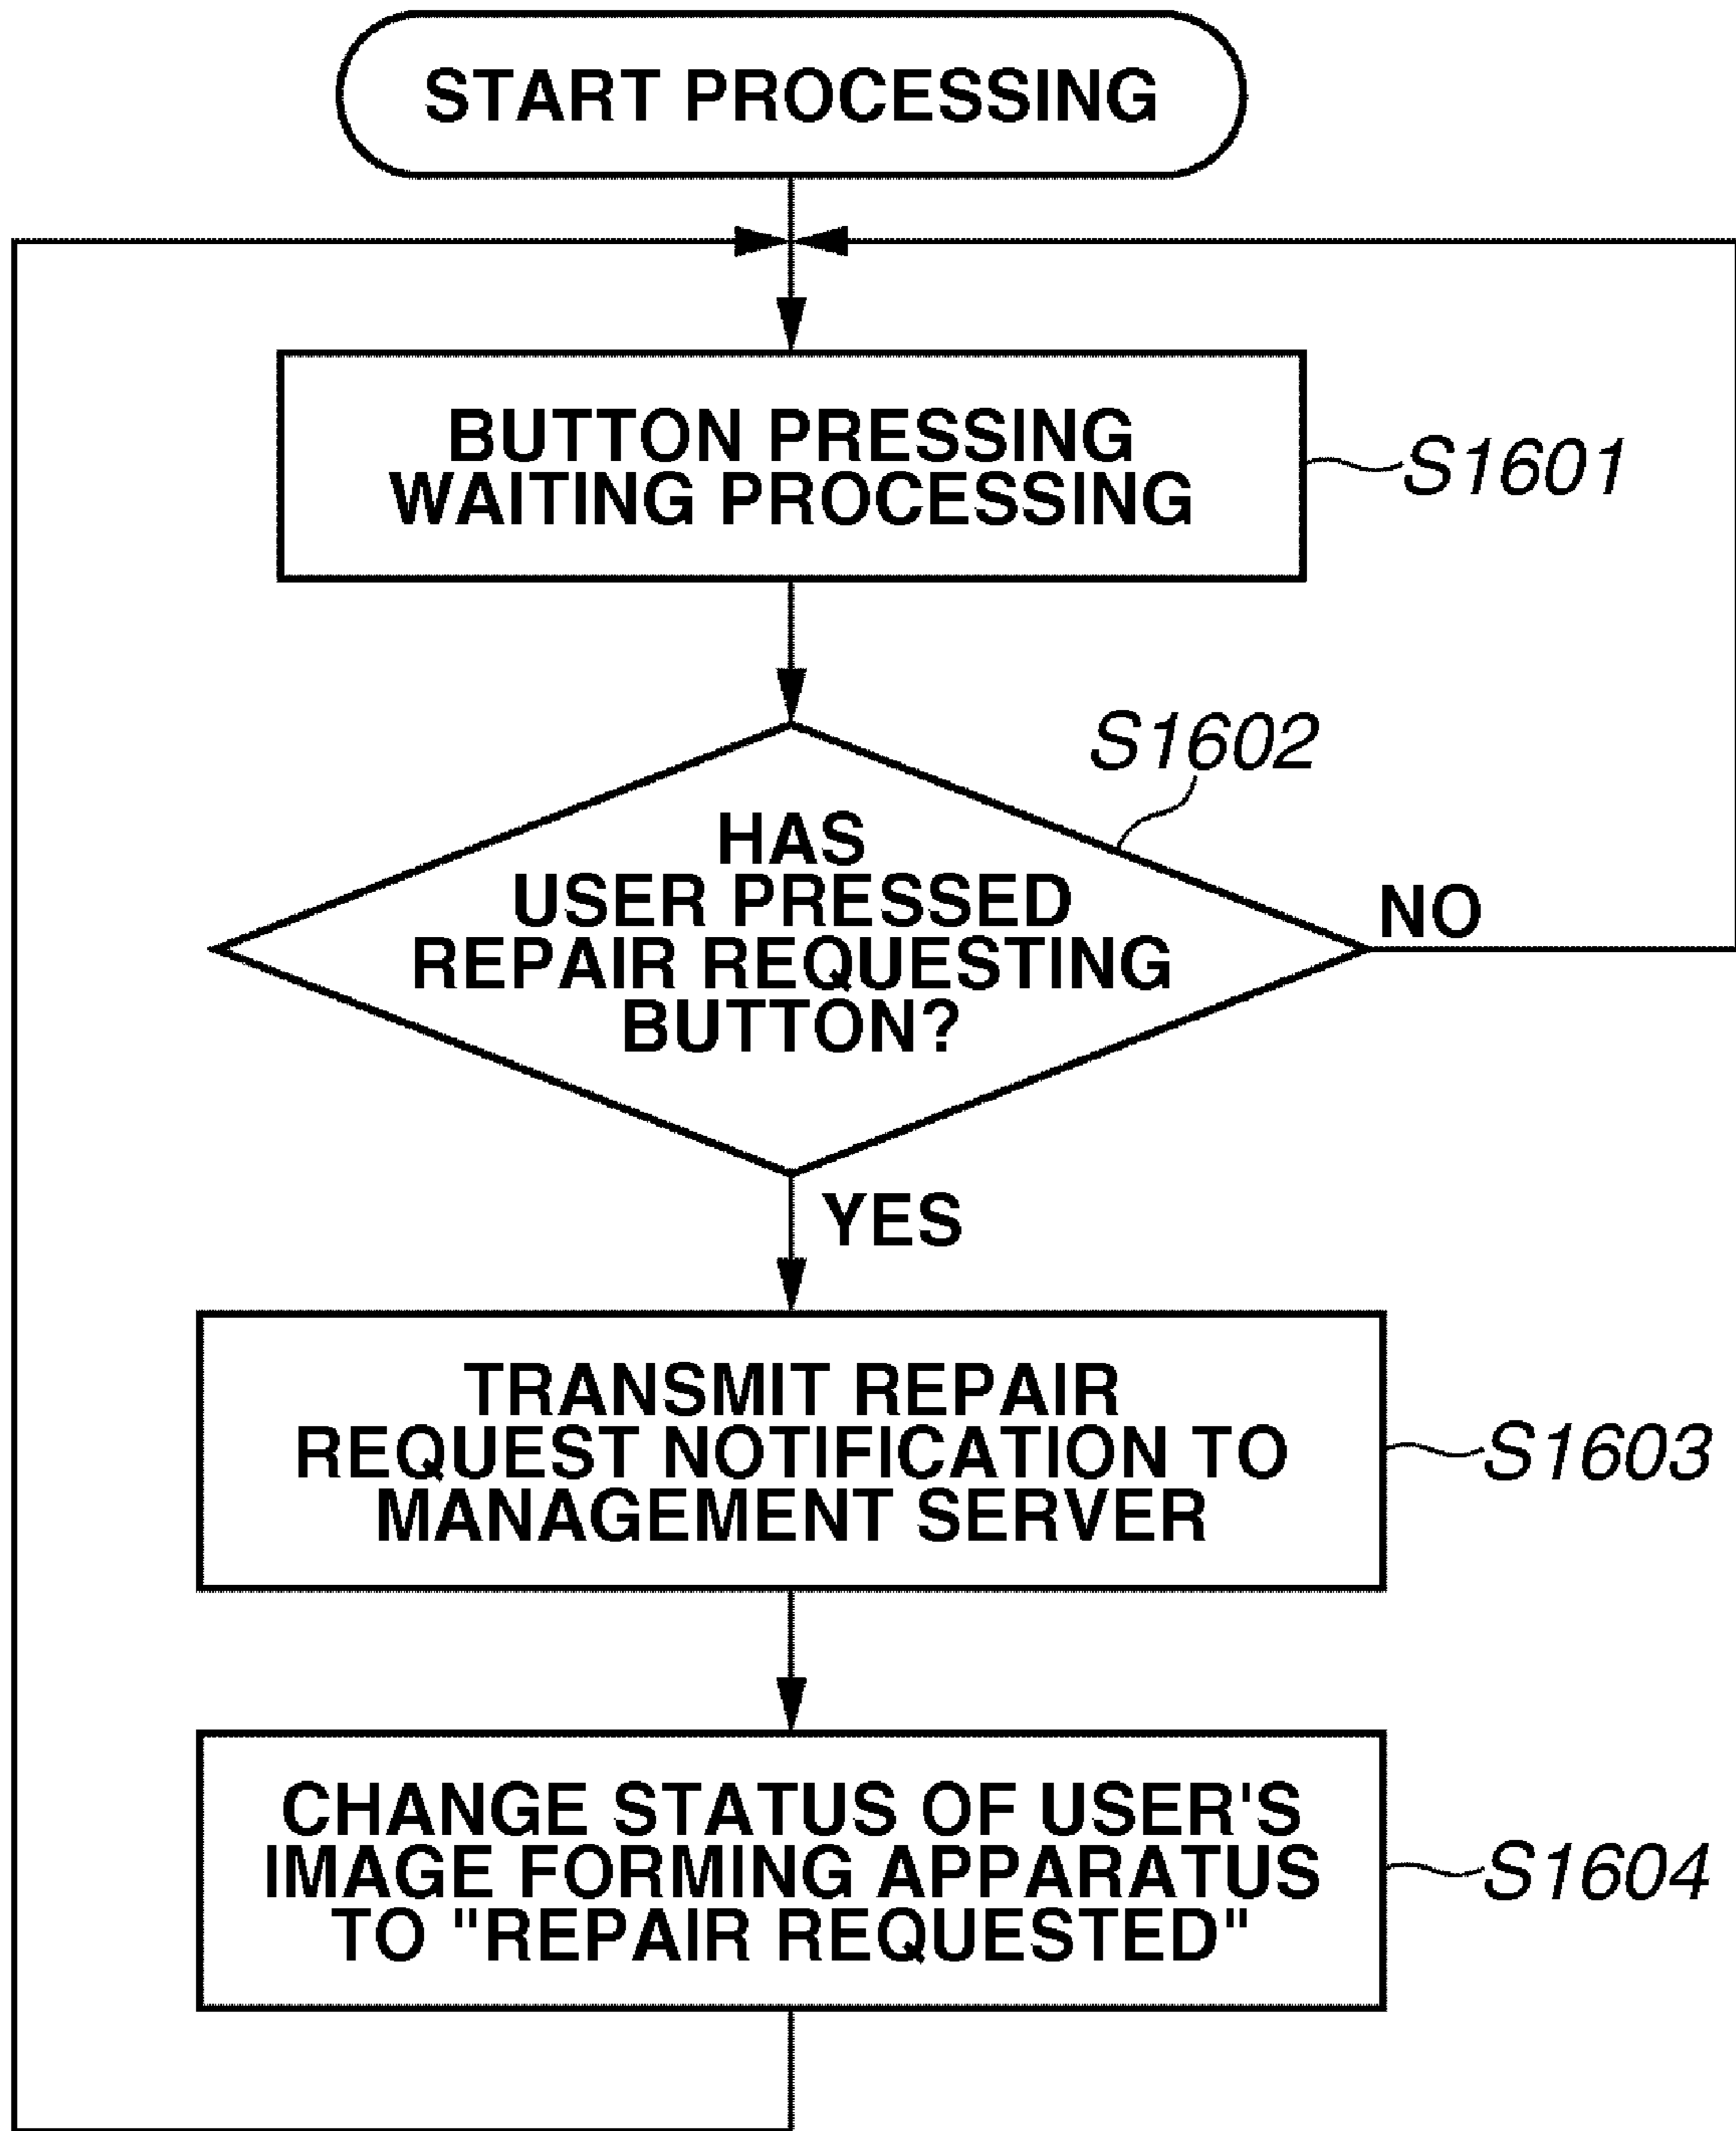 START PROCESSING
BUTTON PRESSING
WAITING PROCESSING
S1601
S1602
HAS
USER PRESSED
REPAIR REQUESTING
BUTTON?
NO
YES
TRANSMIT REPAIR
REQUEST NOTIFICATION TO
MANAGEMENT SERVER
S1603
CHANGE STATUS OF USER'S
IMAGE FORMING APPARATUS
TO "REPAIR REQUESTED"
S1604